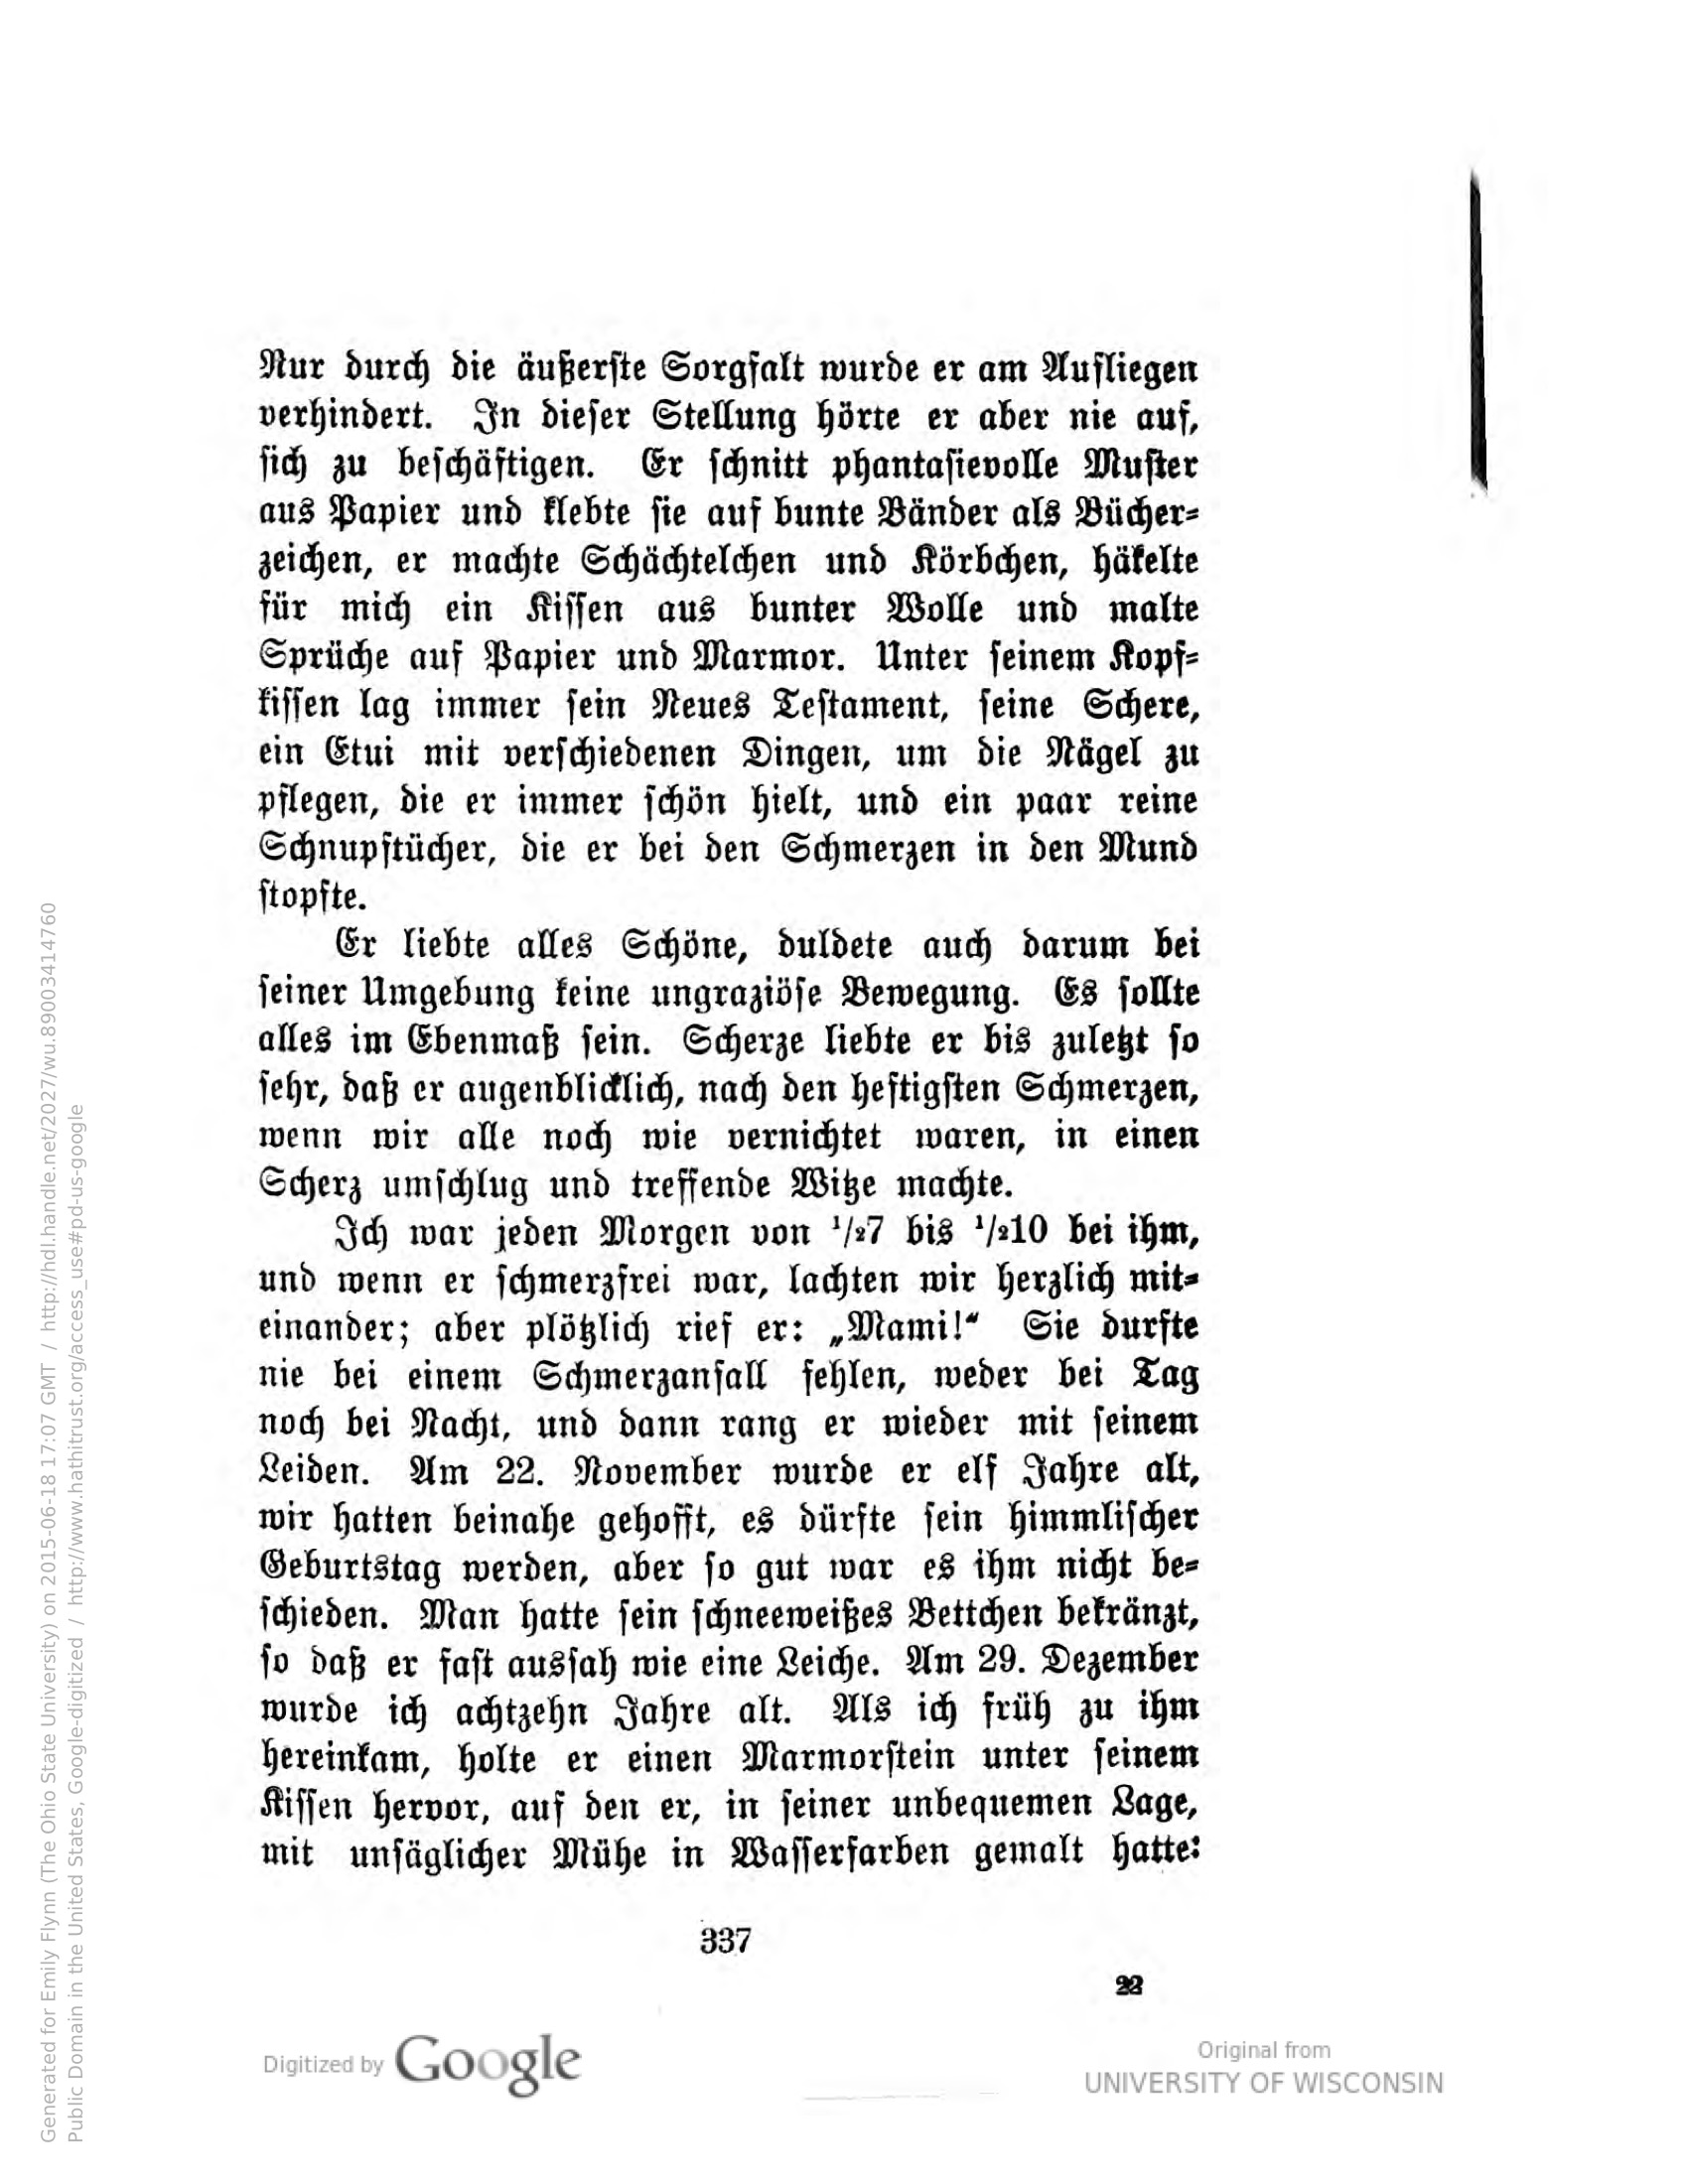 Nur durch die äußerste Sorgfalt wurde er am Aufliegen
verhindert. In dieser Stellung hörte er aber nie auf,
sich zu beschäftigen. Er schnitt phantasievolle Muster
aus Papier und klebte sie auf bunte Bänder als Bücher-
zeichen, er machte Schächtelchen und Körbchen, häkelte
für mich ein Kissen aus bunter Wolle und malte
Sprüche auf Papier und Marmor. Unter seinem Kopf-
kissen lag immer sein Neues Testament, seine Schere,
ein Etui mit verschiedenen Dingen, um die Nägel zu
pflegen, die er immer schön hielt, und ein paar reine
Schnupftücher, die er bei den Schmerzen in den Mund
stopfte.
Er liebte alles Schöne, duldete auch darum bei
seiner Umgebung keine ungraziöse Bewegung. Es sollte
alles im Ebenmaß sein. Scherze liebte er bis zuletzt so
sehr, daß er augenblicklich, nach den heftigsten Schmerzen,
wenn wir alle noch wie vernichtet waren, in einen
Scherz umschlug und treffende Witze machte.
Ich war jeden Morgen von 1/27 bis 1/210 bei ihm,
und wenn er schmerzfrei war, lachten wir herzlich mit-
einander; aber plötzlich rief er: „Mami!“ Sie durfte
nie bei einem Schmerzanfall fehlen, weder bei Tag
noch bei Nacht, und dann rang er wieder mit seinem
Leiden. Am 22. November wurde er elf Jahre alt,
wir hatten beinahe gehofft, es dürfte sein himmlischer
Geburtstag werden, aber so gut war es ihm nicht be-
schieden. Man hatte sein schneeweißes Bettchen bekränzt,
so daß er fast aussah wie eine Leiche. Am 29. Dezember
wurde ich achtzehn Jahre alt. Als ich früh zu ihm
hereinkam, holte er einen Marmorstein unter seinem
Kissen hervor, auf den er, in seiner unbequemen Lage,
mit unsäglicher Mühe in Wasserfarben gemalt hatte:
337
22
Digitized by Google
Original from
UNIVERSITY OF WISCONSIN
Generated for Emily Flynn (The Ohio State University) on 2015-06-18 17:07 GMT / http://hdl.handle.net/2027/wu.89003414760
Public Domain in the United States, Google-digitized / http://www.hathitrust.org/access_use#pd-us-google